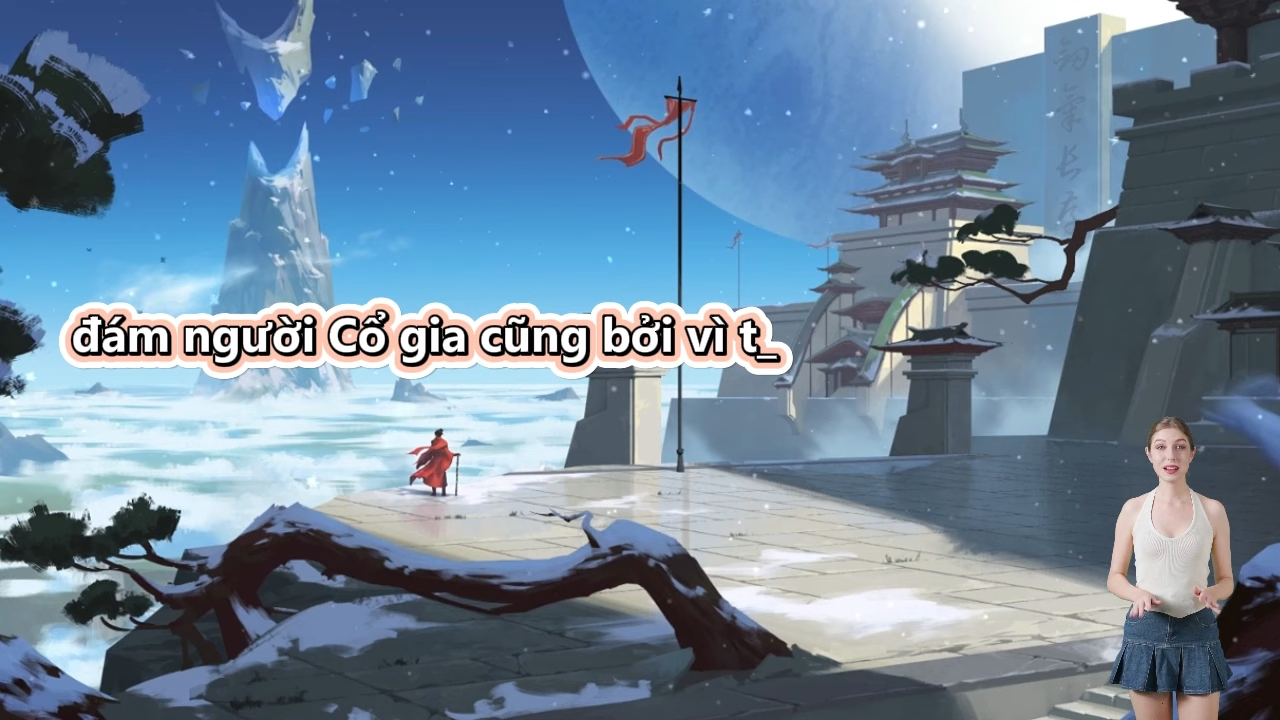 đám người Cổ gia cũng bởi vì t_